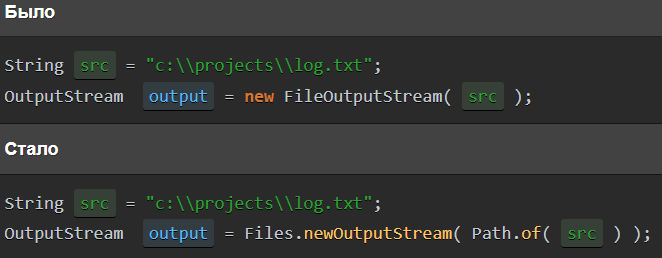 Было
String src = "c:\\projects\\log.txt";
OutputStream output = new FileOutputStream( src );
Стало
String src = "c:\\projects\\log.txt";
OutputStream output = Files.newOutputStream( Path.of( src ) );